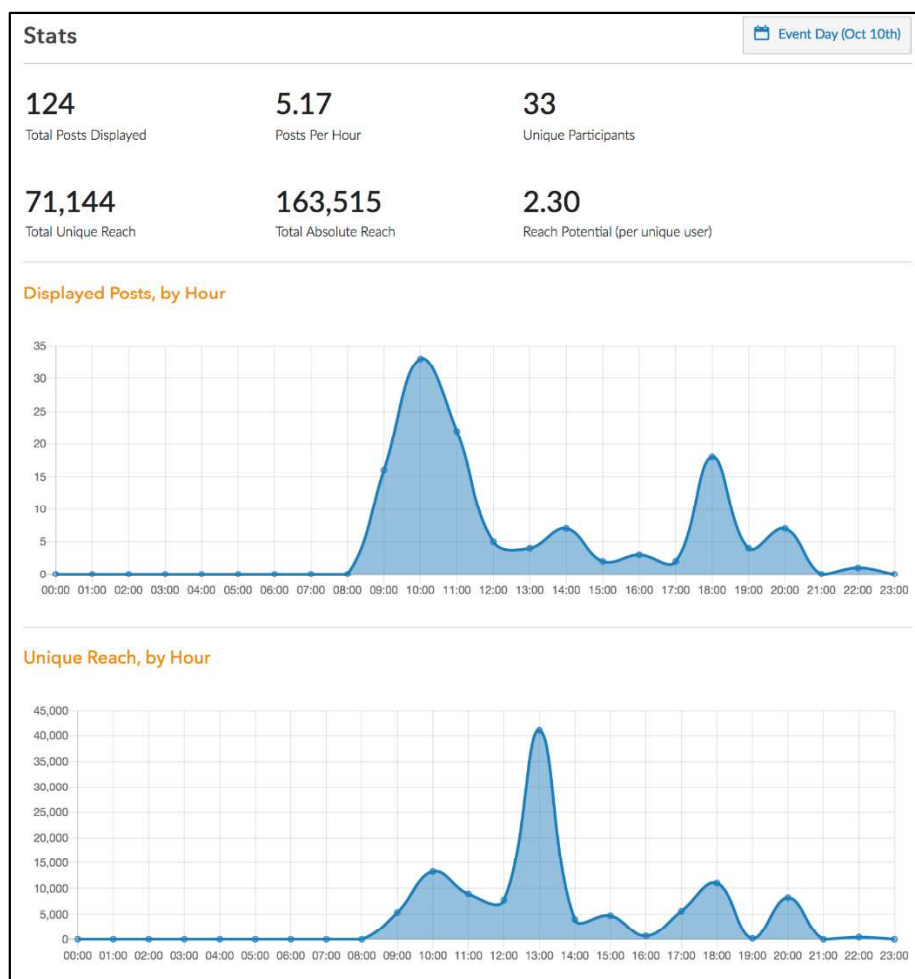 Stats
Event Day (Oct 10th)
124
5.17
33
Total Posts Displayed
Posts Per Hour
Unique Participants
71,144
163,515
2.30
Total Unique Reach
Total Absolute Reach
Reach Potential (per unique user)
Displayed Posts, by Hour
35
30
25
20
15
10
5
0
00:00 01:00 02:00 03:00 04:00 05:00 06:00 07:00 08:00 09:00 10:00 11:00 12:00 13:00 14:00 15:00 16:00 17:00 18:00 19:00 20:00 21:00 22:00 23:00
Unique Reach, by Hour
45,000
40,000
35,000
30,000
25,000
20,000
15,000
10,000
5,000
0
00:00 01:00 02:00 03:00 04:00 05:00 06:00 07:00 08:00 09:00 10:00 11:00 12:00 13:00 14:00 15:00 16:00 17:00 18:00 19:00 20:00 21:00 22:00 23:00